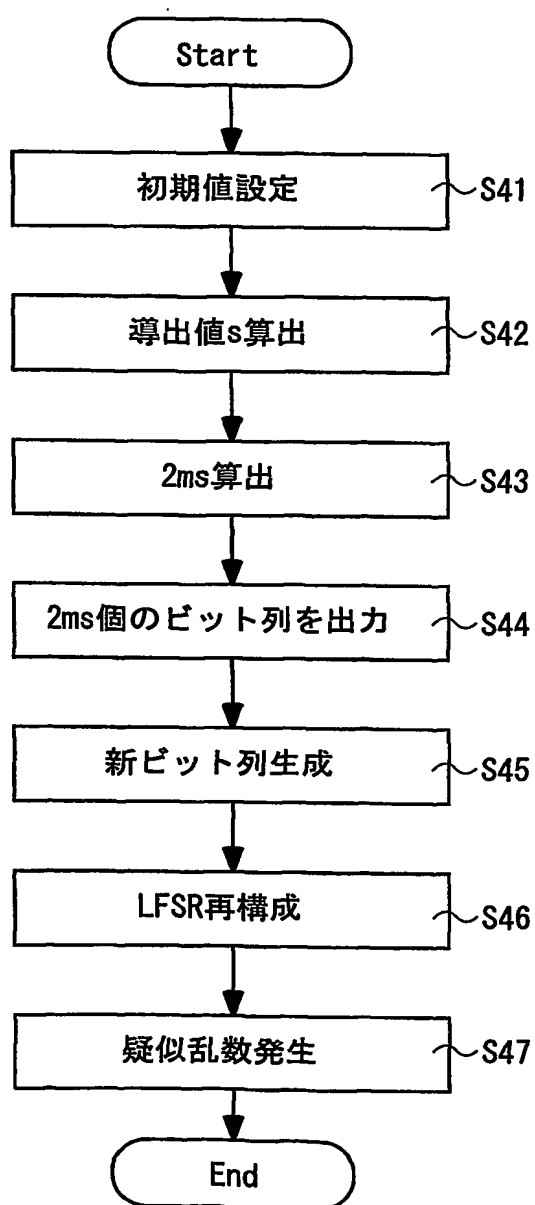 Start
初期値設定 S41
導出値s算出 S42
2ms算出 S43
2ms個のビット列を出力 S44
新ビット列生成 S45
LFSR再構成 S46
疑似乱数発生 S47
End